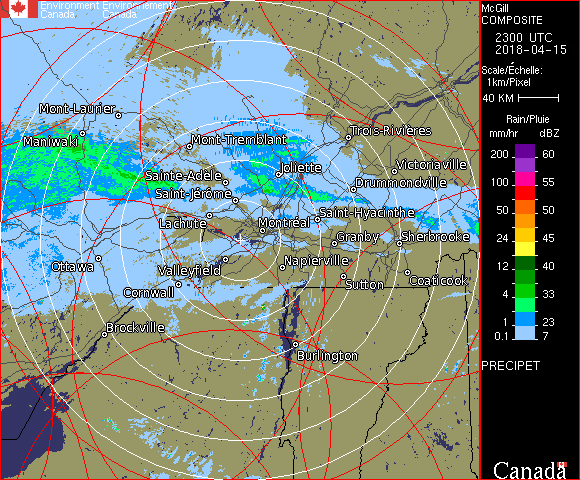 Environment Environnement
Canada Canada
McGill
COMPOSITE
2300 UTC
2018-04-15
Scale/Échelle:
1km/Pixel
40 KM
Rain/Pluie
mm/hr dBZ
200 60
100 55
50 50
50 45
24 40
12 40
4 33
1 23
0.1 7
PRECIPET
Canada
Mont-Laurier
Maniwaki
Mont-Tremblant
Trois-Rivières
Sainte-Adèle
Joliette
Victoriaville
Saint-Jérôme
Drummondville
Lachute
Montréal
Saint-Hyacinthe
Granby
Sherbrooke
Ottawa
Valleyfield
Napierville
Cornwall
Sutton
Coaticook
Brockville
Burlington